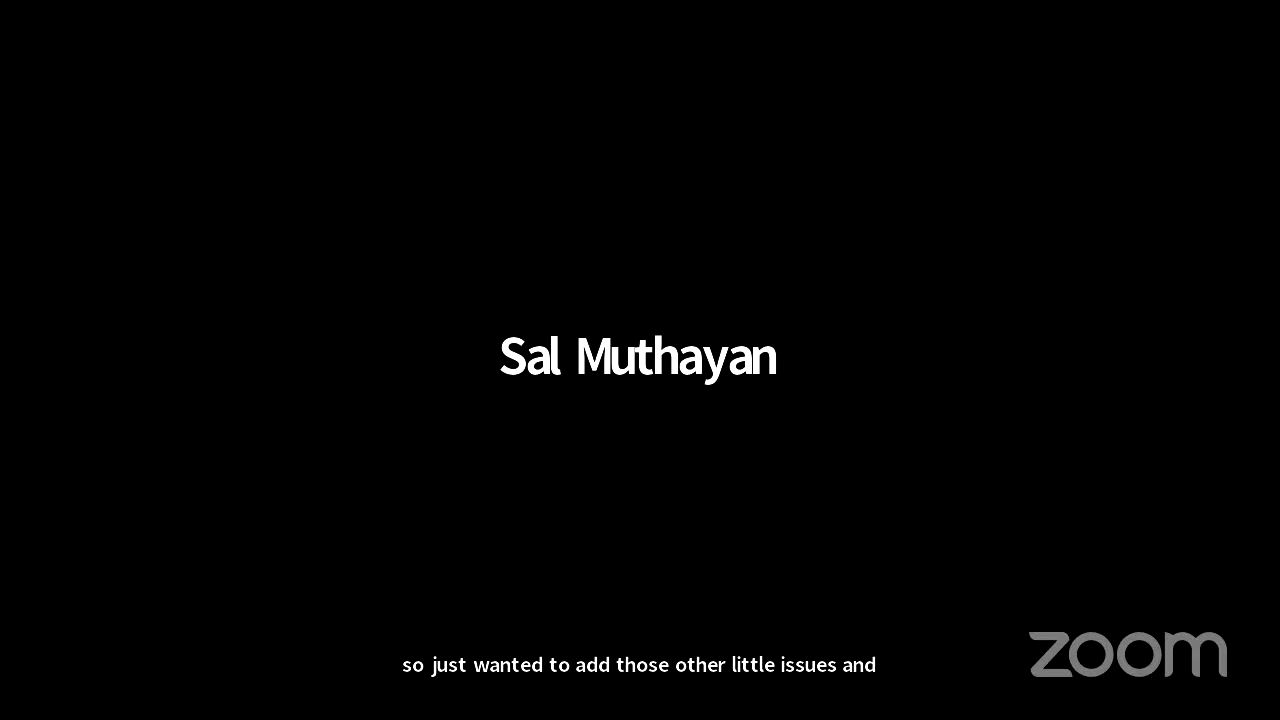 Sal Muthayan
so just wanted to add those other little issues and
zoom